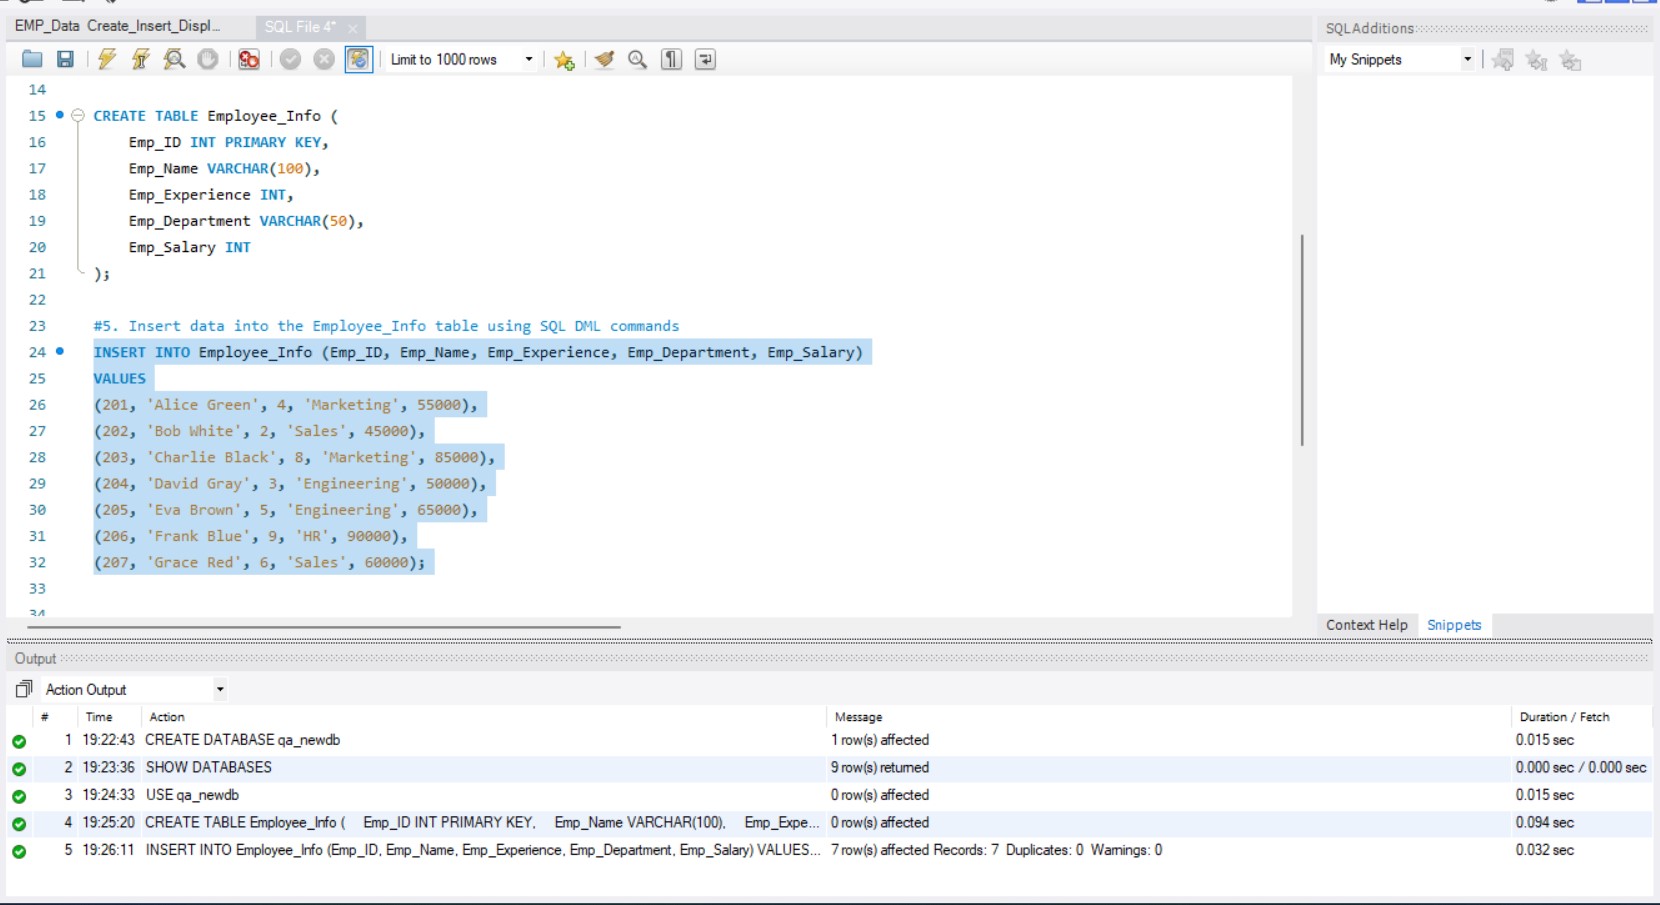 EMP_Data Create_Insert_Displ...
SQL File 4*
SQLAdditions
Limit to 1000 rows
My Snippets
14
15 CREATE TABLE Employee_Info (
16 Emp_ID INT PRIMARY KEY,
17 Emp_Name VARCHAR(100),
18 Emp_Experience INT,
19 Emp_Department VARCHAR(50),
20 Emp_Salary INT
21 );
22
23 #5. Insert data into the Employee_Info table using SQL DML commands
24 INSERT INTO Employee_Info (Emp_ID, Emp_Name, Emp_Experience, Emp_Department, Emp_Salary)
25 VALUES
26 (201, 'Alice Green', 4, 'Marketing', 55000),
27 (202, 'Bob White', 2, 'Sales', 45000),
28 (203, 'Charlie Black', 8, 'Marketing', 85000),
29 (204, 'David Gray', 3, 'Engineering', 50000),
30 (205, 'Eva Brown', 5, 'Engineering', 65000),
31 (206, 'Frank Blue', 9, 'HR', 90000),
32 (207, 'Grace Red', 6, 'Sales', 60000);
33
34
Context Help Snippets
Output
Action Output
# Time Action Message Duration / Fetch
1 19:22:43 CREATE DATABASE qa_newdb 1 row(s) affected 0.015 sec
2 19:23:36 SHOW DATABASES 9 row(s) returned 0.000 sec / 0.000 sec
3 19:24:33 USE qa_newdb 0 row(s) affected 0.015 sec
4 19:25:20 CREATE TABLE Employee_Info ( Emp_ID INT PRIMARY KEY, Emp_Name VARCHAR(100), Emp_Expe... 0 row(s) affected 0.094 sec
5 19:26:11 INSERT INTO Employee_Info (Emp_ID, Emp_Name, Emp_Experience, Emp_Department, Emp_Salary) VALUES... 7 row(s) affected Records: 7 Duplicates: 0 Warnings: 0 0.032 sec